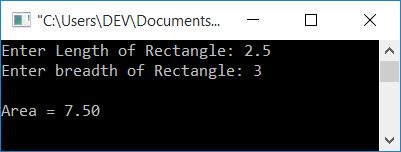 "C:\Users\DEV\Documents...
Enter Length of Rectangle: 2.5
Enter breadth of Rectangle: 3
Area = 7.50